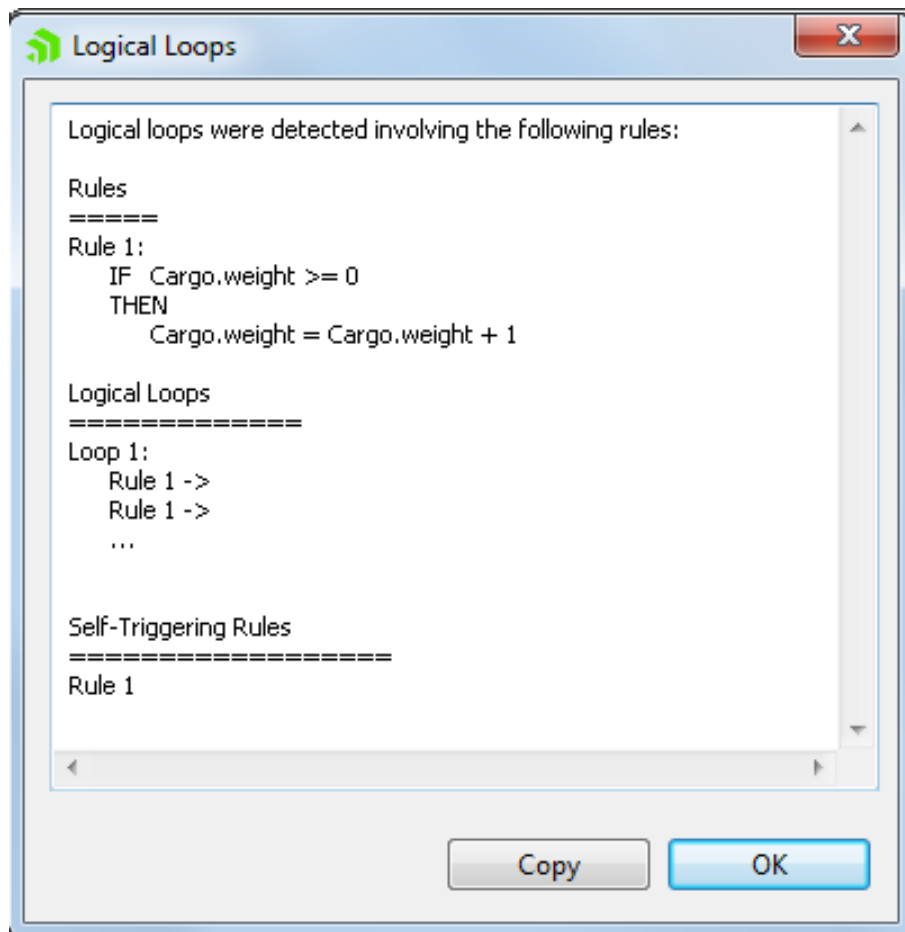 Logical Loops
Logical loops were detected involving the following rules:
Rules
=====
Rule 1:
IF Cargo.weight >= 0
THEN
Cargo.weight = Cargo.weight + 1
Logical Loops
=============
Loop 1:
Rule 1 ->
Rule 1 ->
...
Self-Triggering Rules
==================
Rule 1
Copy
OK